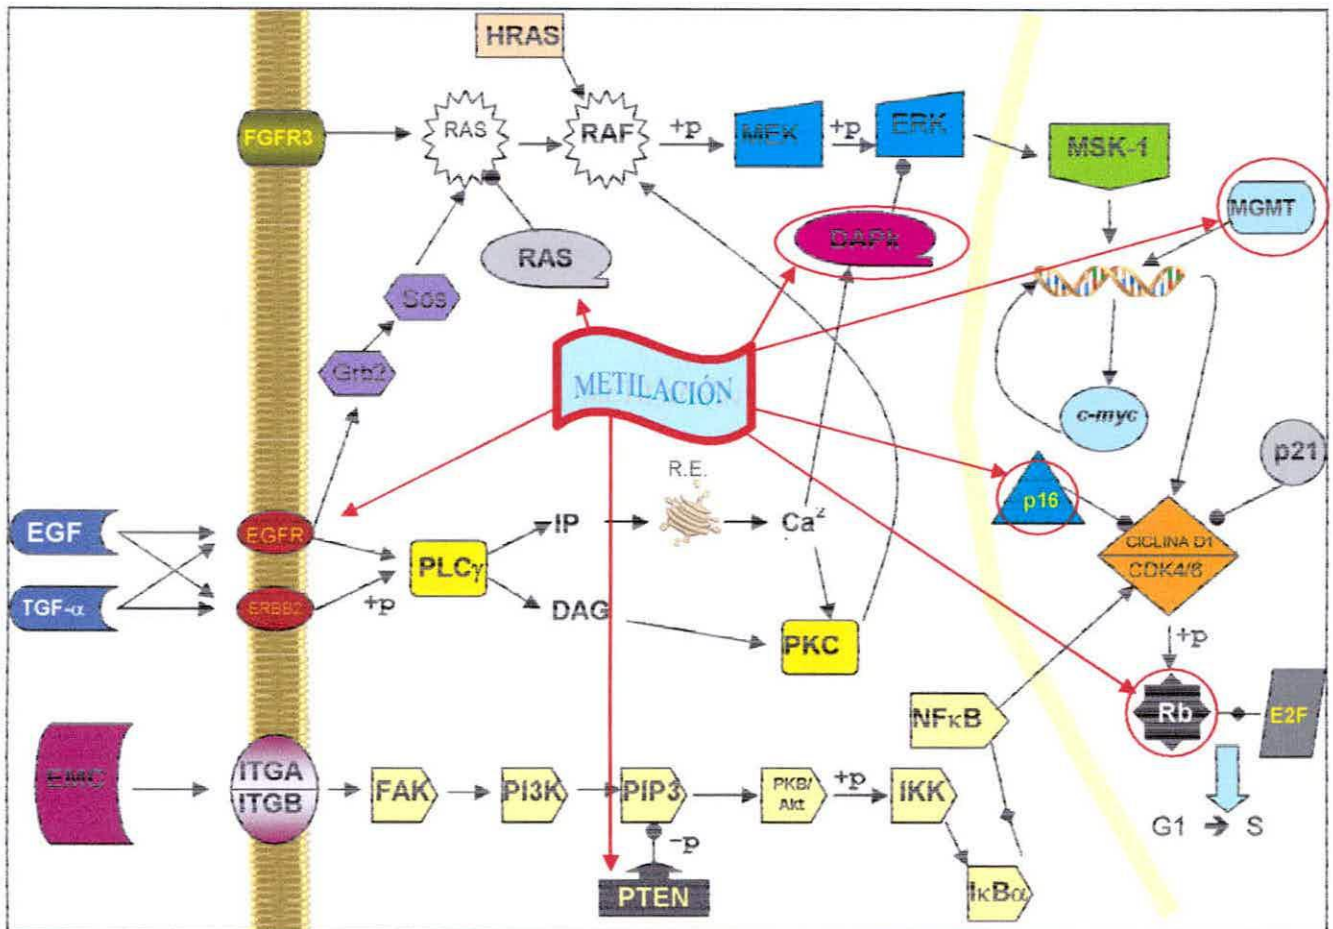 HRAS
FGFR3
RAS
RAF
+p
MEK
+p
ERK
MSK-1
MGMT
DAPk
RAS
Sos
Grb2
METILACIÓN
c-myc
p21
R.E.
p16
EGF
EGFR
IP
Ca²
CICLINA D1
CDK4/6
PLCγ
TGF-α
ERBB2
+p
DAG
PKC
+p
NFκB
Rb
E2F
EMC
ITGA
ITGB
FAK
PI3K
PIP3
PKB/
Akt
+p
IKK
G1 → S
-p
PTEN
IκBα